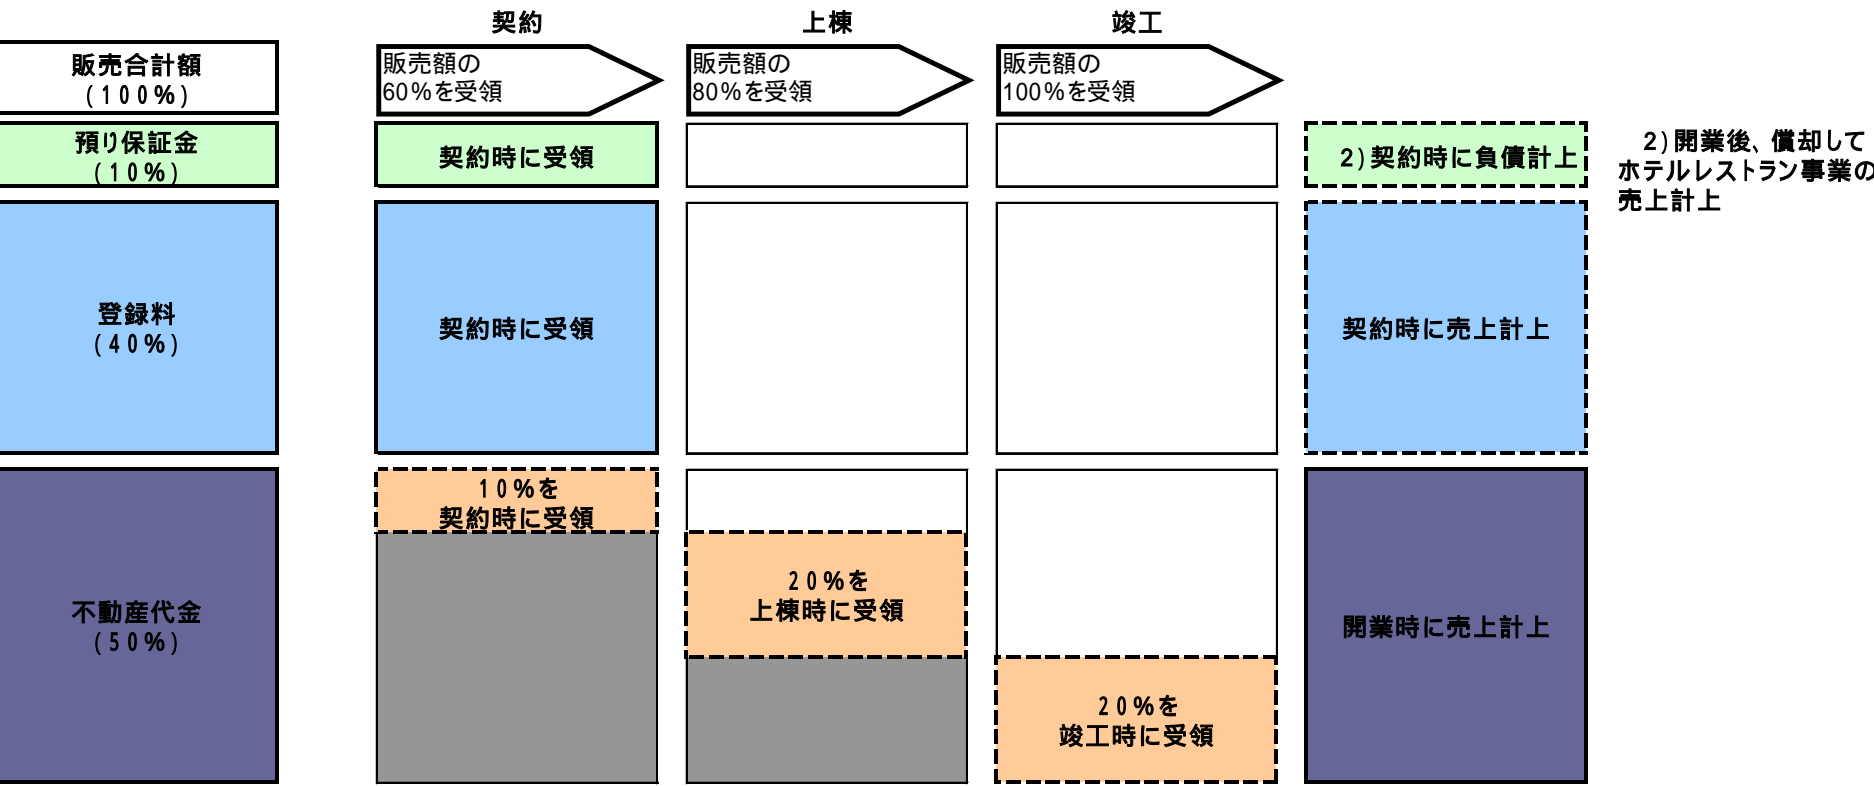 契約
上棟
竣工
販売合計額
(100%)
販売額の
60%を受領
販売額の
80%を受領
販売額の
100%を受領
預り保証金
(10%)
契約時に受領
2)契約時に負債計上
2)開業後、償却して
ホテルレストラン事業の
売上計上
登録料
(40%)
契約時に受領
契約時に売上計上
不動産代金
(50%)
10%を
契約時に受領
20%を
上棟時に受領
20%を
竣工時に受領
開業時に売上計上